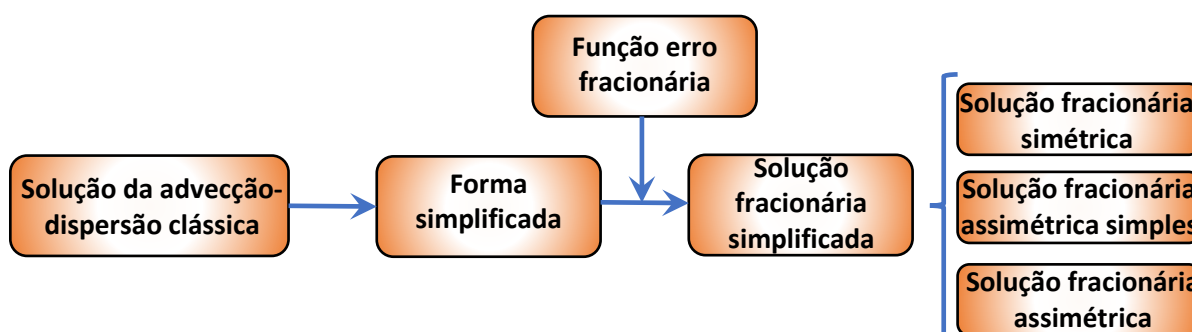 Função erro
fracionária
Solução da advecção-
dispersão clássica
Forma
simplificada
Solução
fracionária
simplificada
Solução fracionária
simétrica
Solução fracionária
assimétrica simples
Solução fracionária
assimétrica